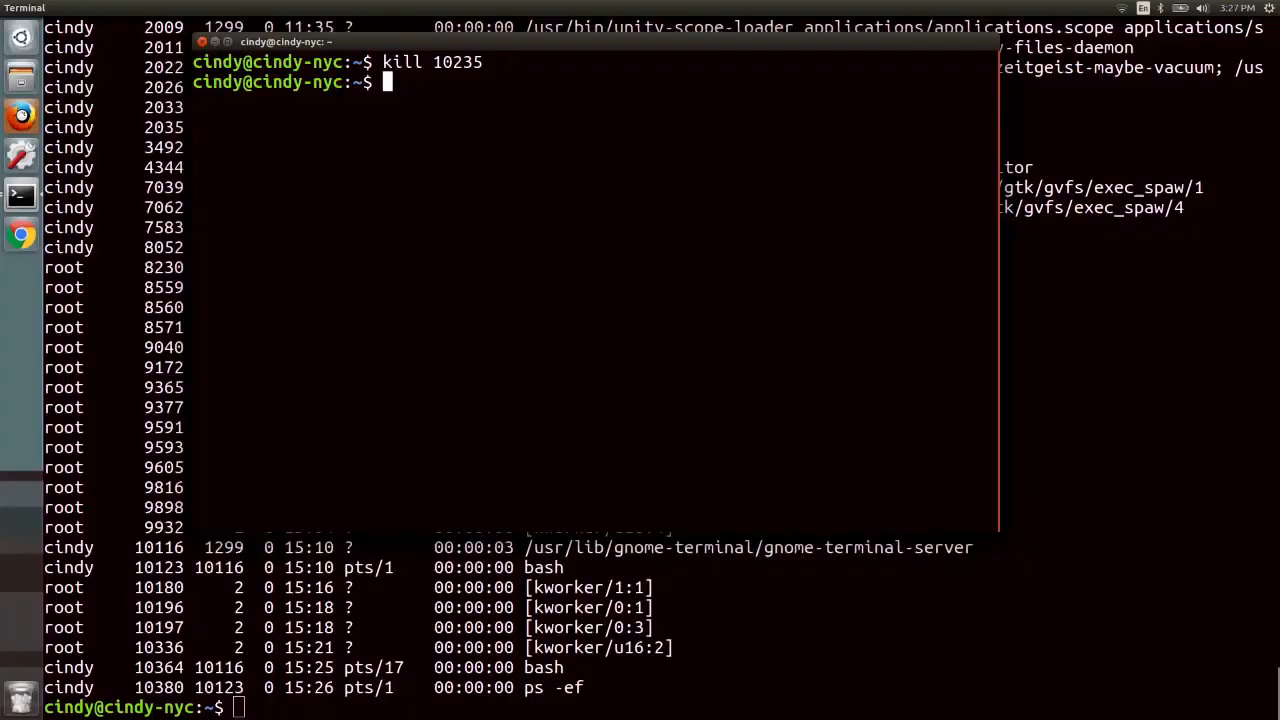 Terminal
En
3:27 PM
cindy 2009 1299 0 11:35 ? 00:00:00 /usr/bin/unity-scope-loader applications/applications.scope applications/s
cindy@cindy-nyc: ~
cindy@cindy-nyc:~$ kill 10235
cindy@cindy-nyc:~$
cindy 2011 y-files-daemon
cindy 2022 zeitgeist-maybe-vacuum; /us
cindy 2026
cindy 2033
cindy 2035
cindy 3492
cindy 4344 itor
cindy 7039 /gtk/gvfs/exec_spaw/1
cindy 7062 tk/gvfs/exec_spaw/4
cindy 7583
cindy 8052
root 8230
root 8559
root 8560
root 8571
root 9040
root 9172
root 9365
root 9377
root 9591
root 9593
root 9605
root 9816
root 9898
root 9932
cindy 10116 1299 0 15:10 ? 00:00:03 /usr/lib/gnome-terminal/gnome-terminal-server
cindy 10123 10116 0 15:10 pts/1 00:00:00 bash
root 10180 2 0 15:16 ? 00:00:00 [kworker/1:1]
root 10196 2 0 15:18 ? 00:00:00 [kworker/0:1]
root 10197 2 0 15:18 ? 00:00:00 [kworker/0:3]
root 10336 2 0 15:21 ? 00:00:00 [kworker/u16:2]
cindy 10364 10116 0 15:25 pts/17 00:00:00 bash
cindy 10380 10123 0 15:26 pts/1 00:00:00 ps -ef
cindy@cindy-nyc:~$